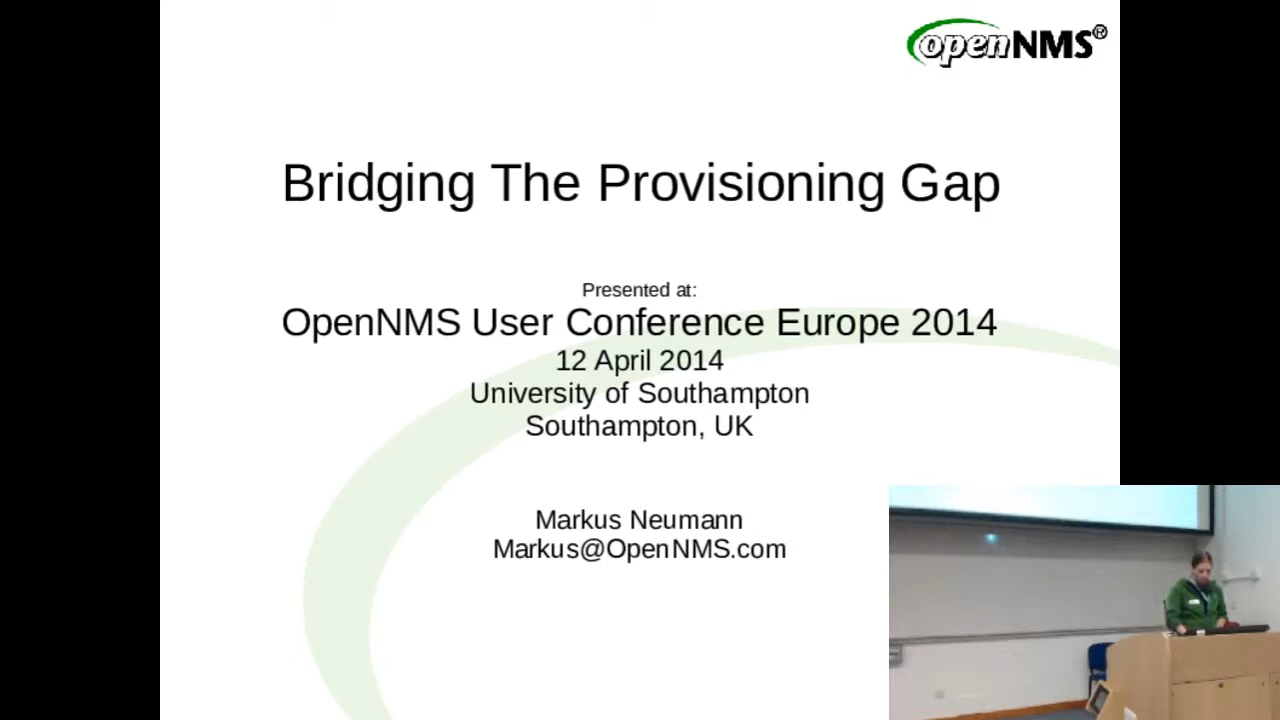 openNMS®
Bridging The Provisioning Gap
Presented at:
OpenNMS User Conference Europe 2014
12 April 2014
University of Southampton
Southampton, UK
Markus Neumann
Markus@OpenNMS.com